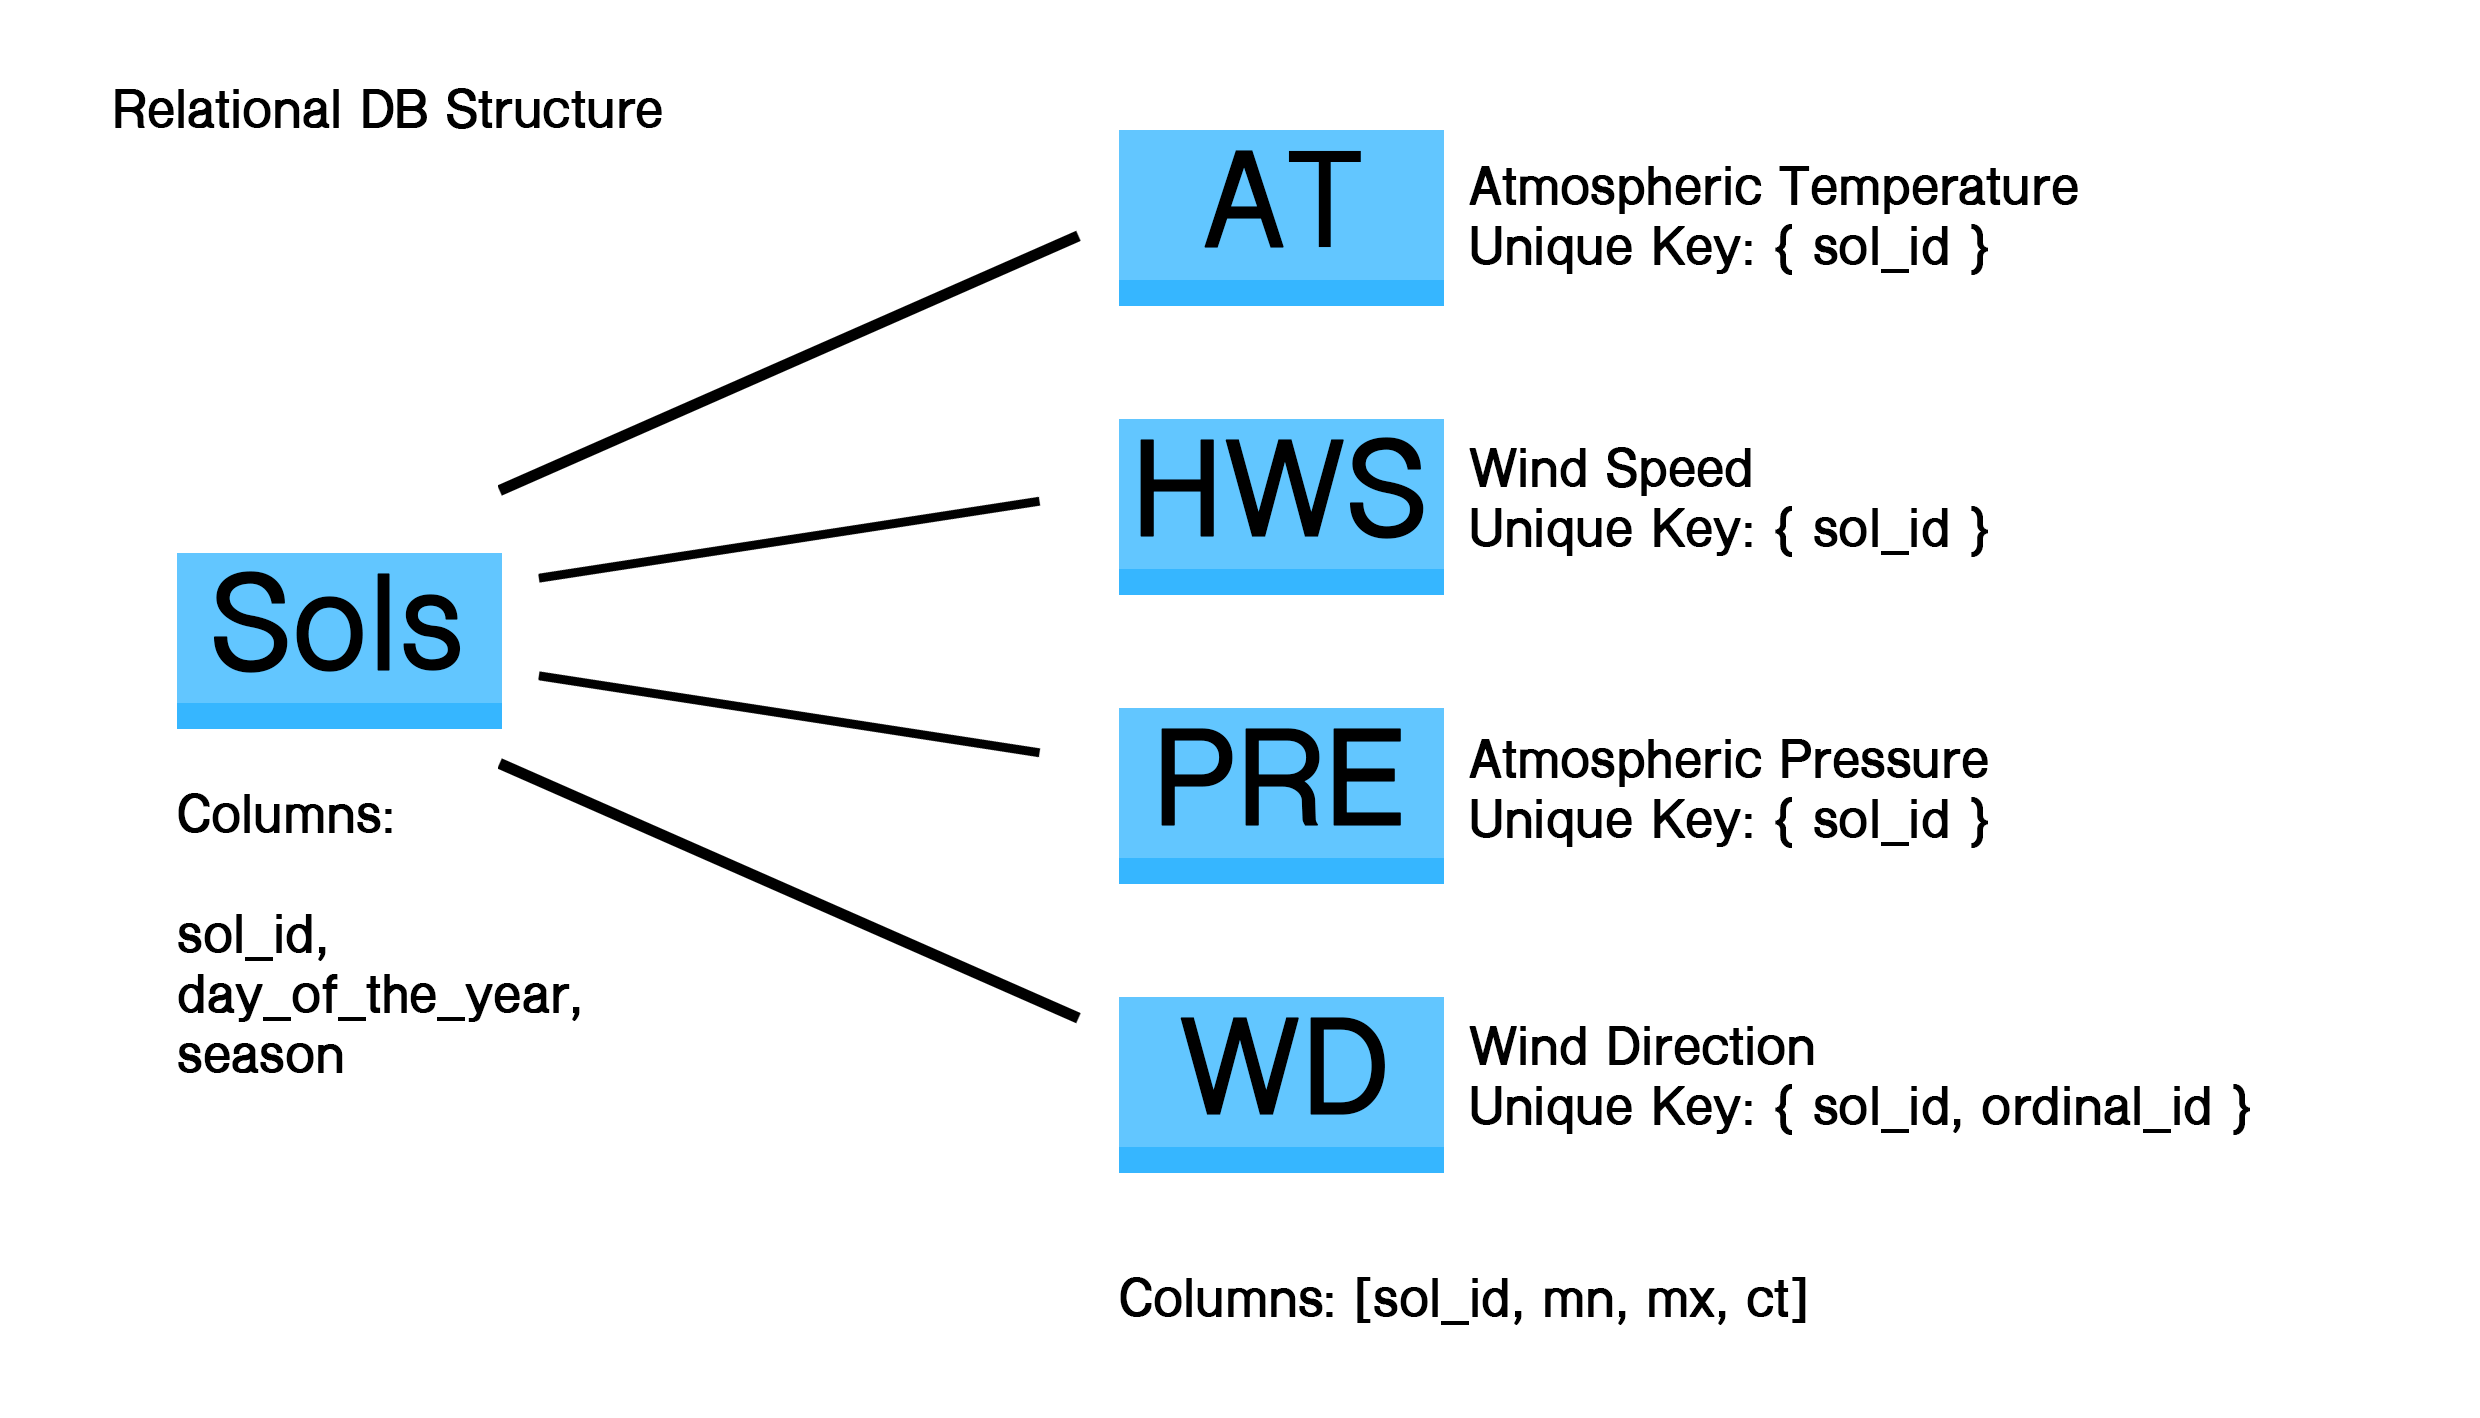 Relational DB Structure
AT
Atmospheric Temperature
Unique Key: { sol_id }
HWS
Wind Speed
Unique Key: { sol_id }
Sols
Columns:
sol_id,
day_of_the_year,
season
PRE
Atmospheric Pressure
Unique Key: { sol_id }
WD
Wind Direction
Unique Key: { sol_id, ordinal_id }
Columns: [sol_id, mn, mx, ct]